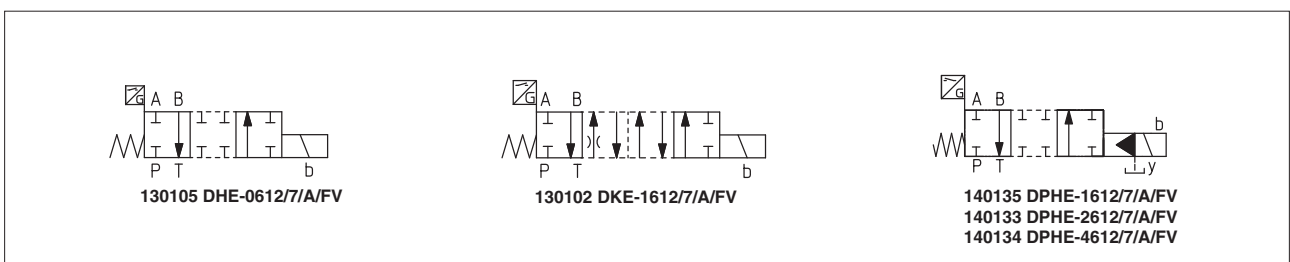 G A B
P T b
130105 DHE-0612/7/A/FV
G A B
P T b
130102 DKE-1612/7/A/FV
G A B
b
P T y
140135 DPHE-1612/7/A/FV
140133 DPHE-2612/7/A/FV
140134 DPHE-4612/7/A/FV